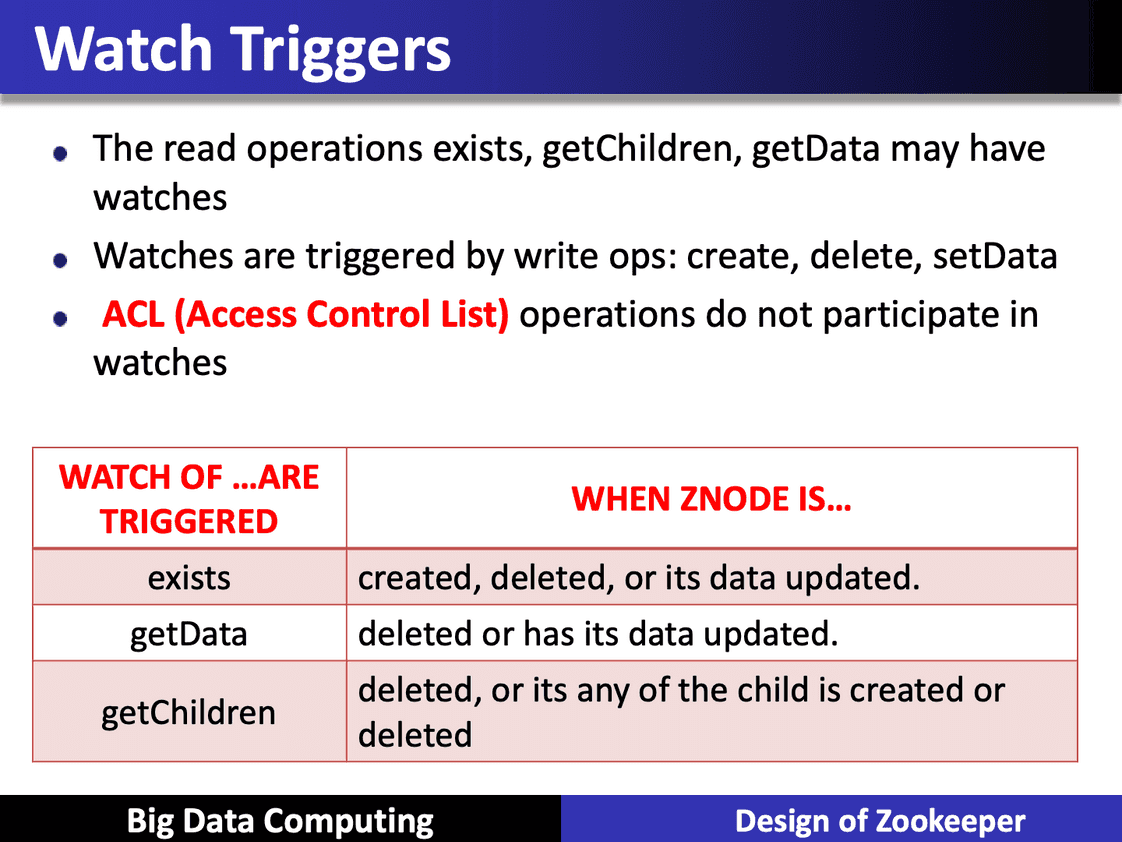 Watch Triggers
The read operations exists, getChildren, getData may have
watches
Watches are triggered by write ops: create, delete, setData
ACL (Access Control List) operations do not participate in
watches
WATCH OF …ARE
TRIGGERED
WHEN ZNODE IS…
exists
created, deleted, or its data updated.
getData
deleted or has its data updated.
getChildren
deleted, or its any of the child is created or
deleted
Big Data Computing
Design of Zookeeper